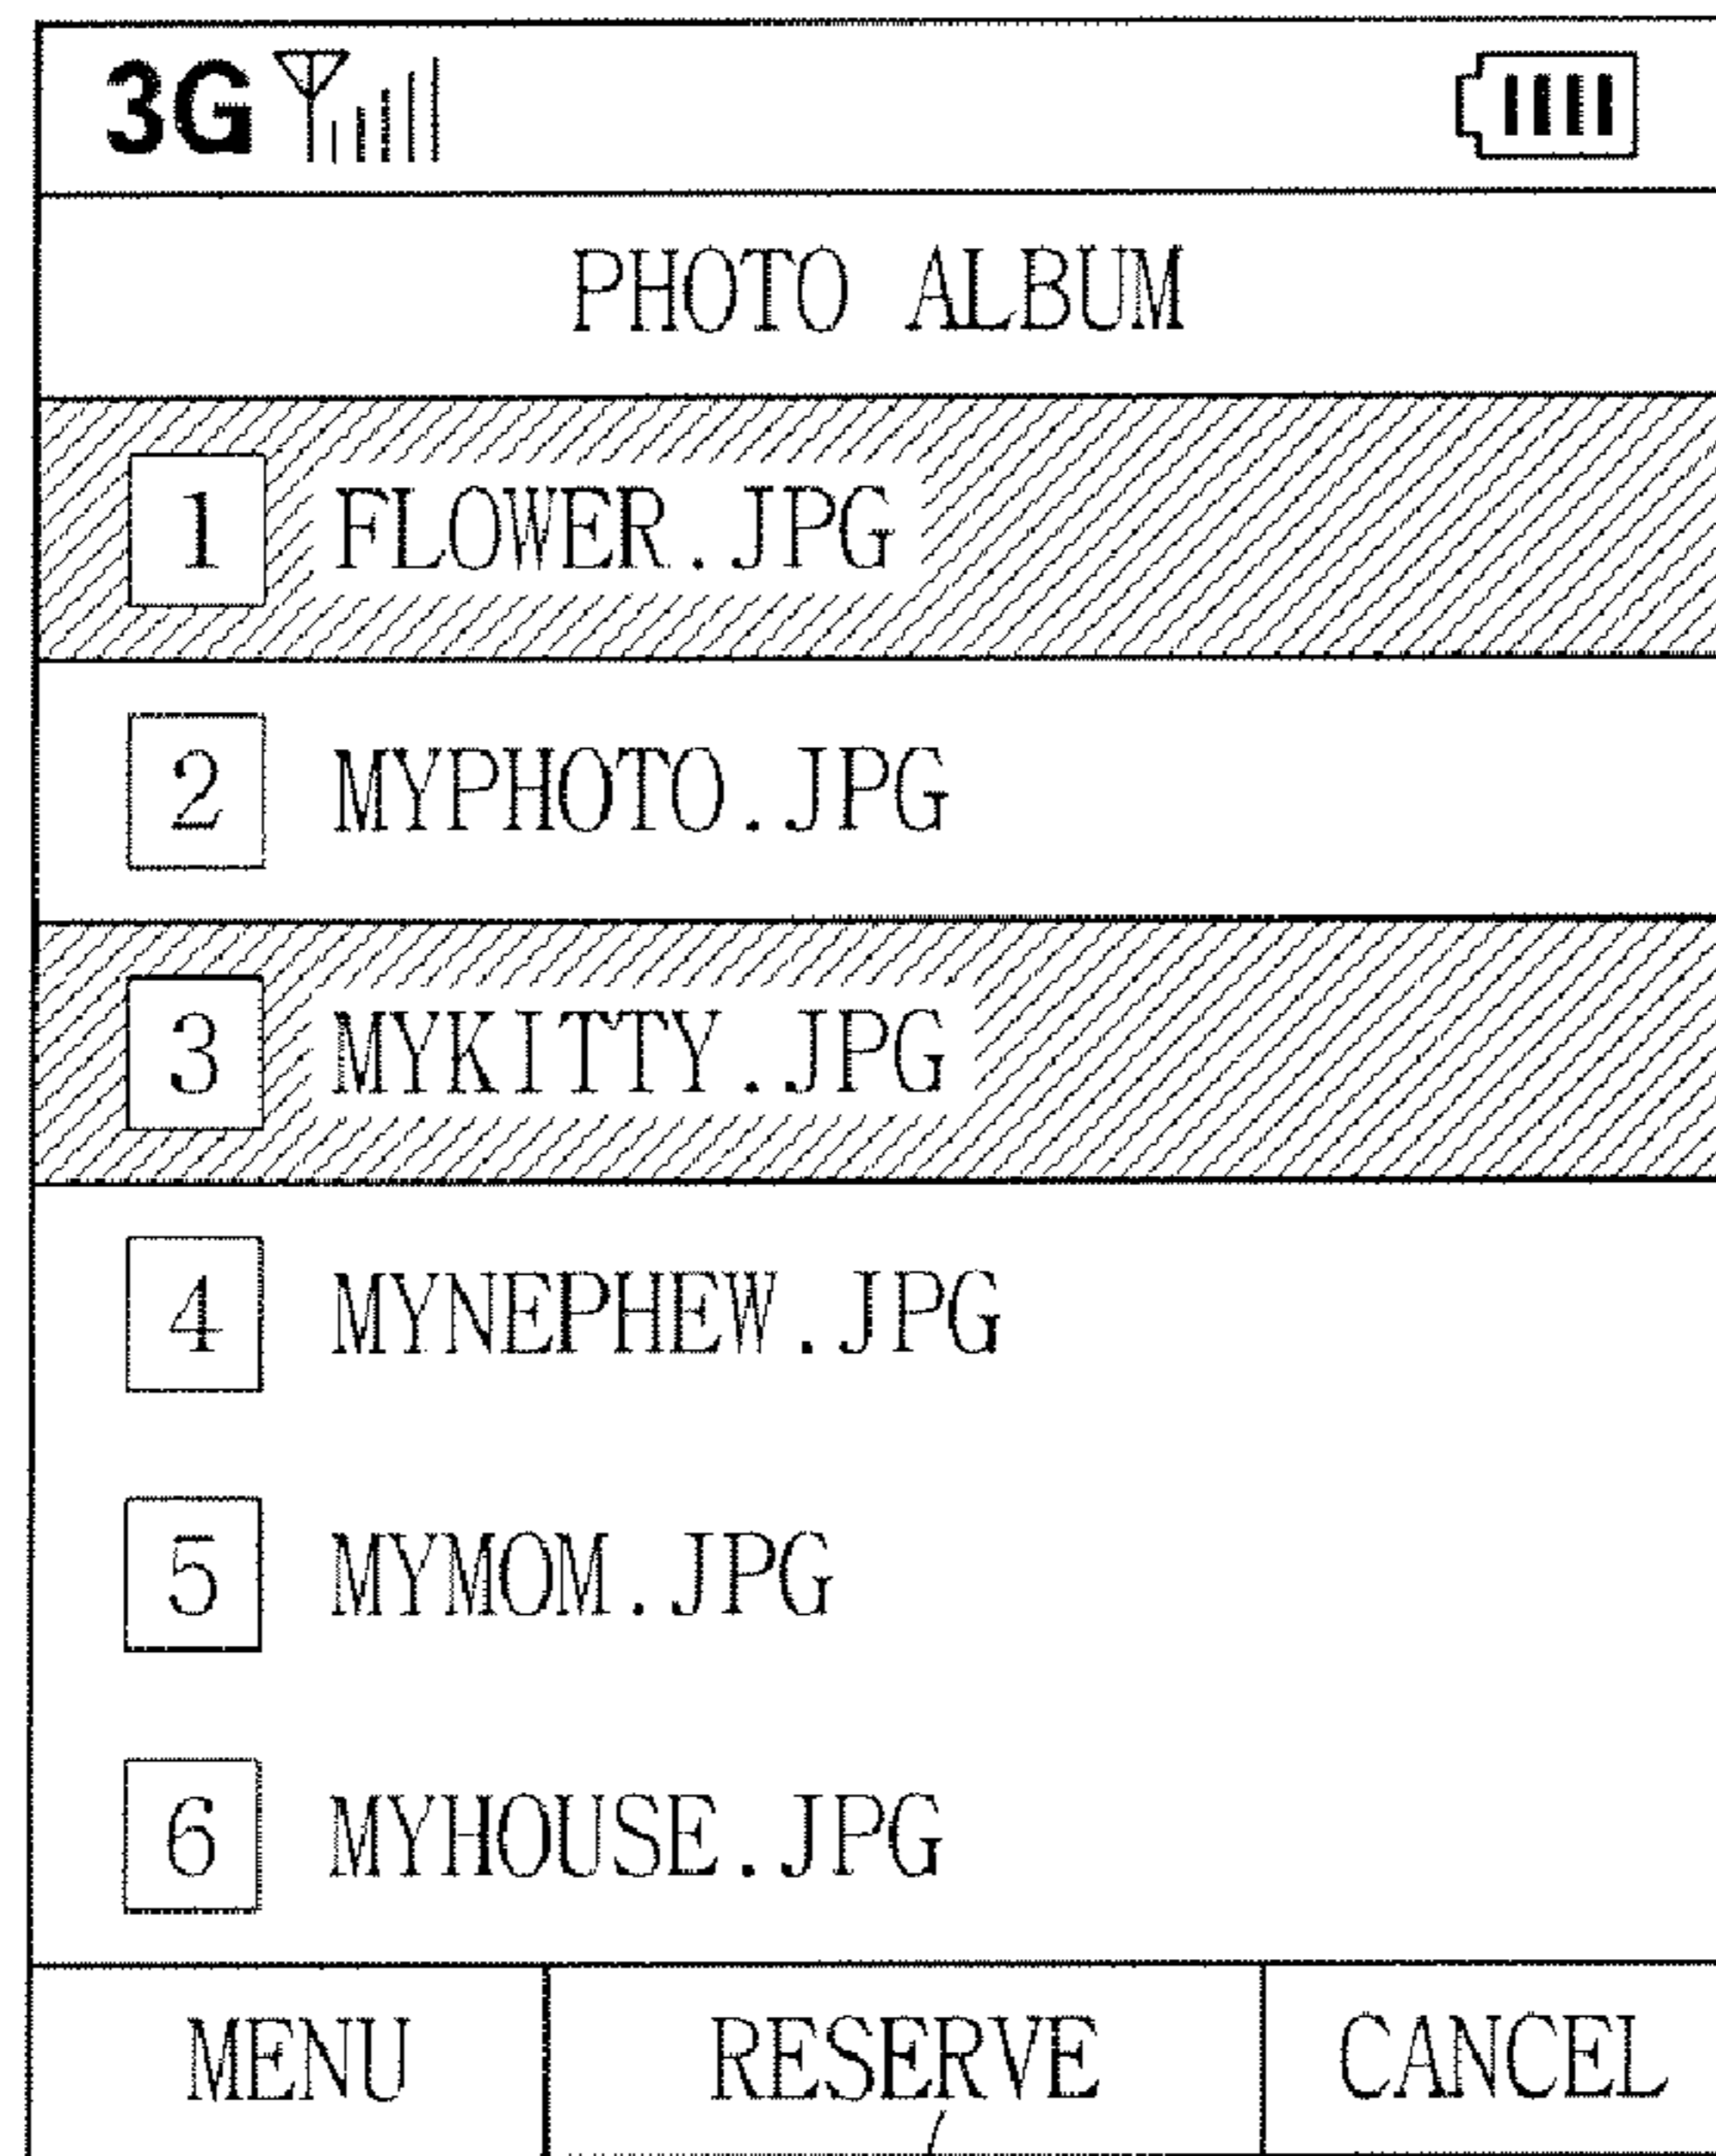 3G
PHOTO ALBUM
1 FLOWER.JPG
2 MYPHOTO.JPG
3 MYKITTY.JPG
4 MYNEPHEW.JPG
5 MYMOM.JPG
6 MYHOUSE.JPG
MENU RESERVE CANCEL